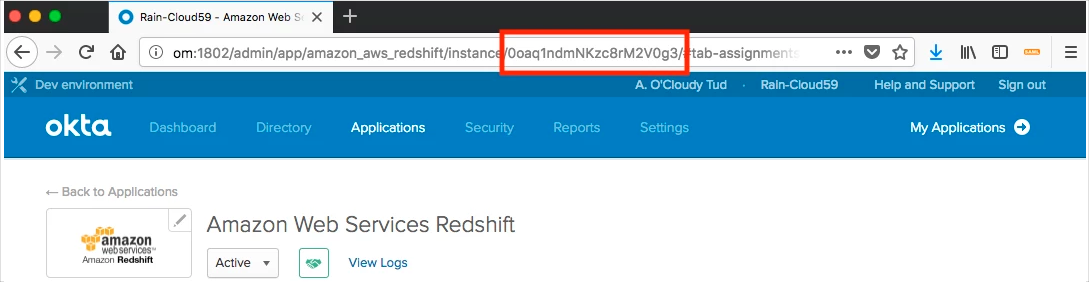 Rain-Cloud59 - Amazon Web Se
om:1802/admin/app/amazon_aws_redshift/instance/0oaq1ndmNKzc8rM2V0g3/#tab-assignments
Dev environment A. O'Cloudy Tud · Rain-Cloud59 Help and Support Sign out
okta Dashboard Directory Applications Security Reports Settings My Applications
← Back to Applications
amazon
webservices™
Amazon Redshift
Amazon Web Services Redshift
Active View Logs